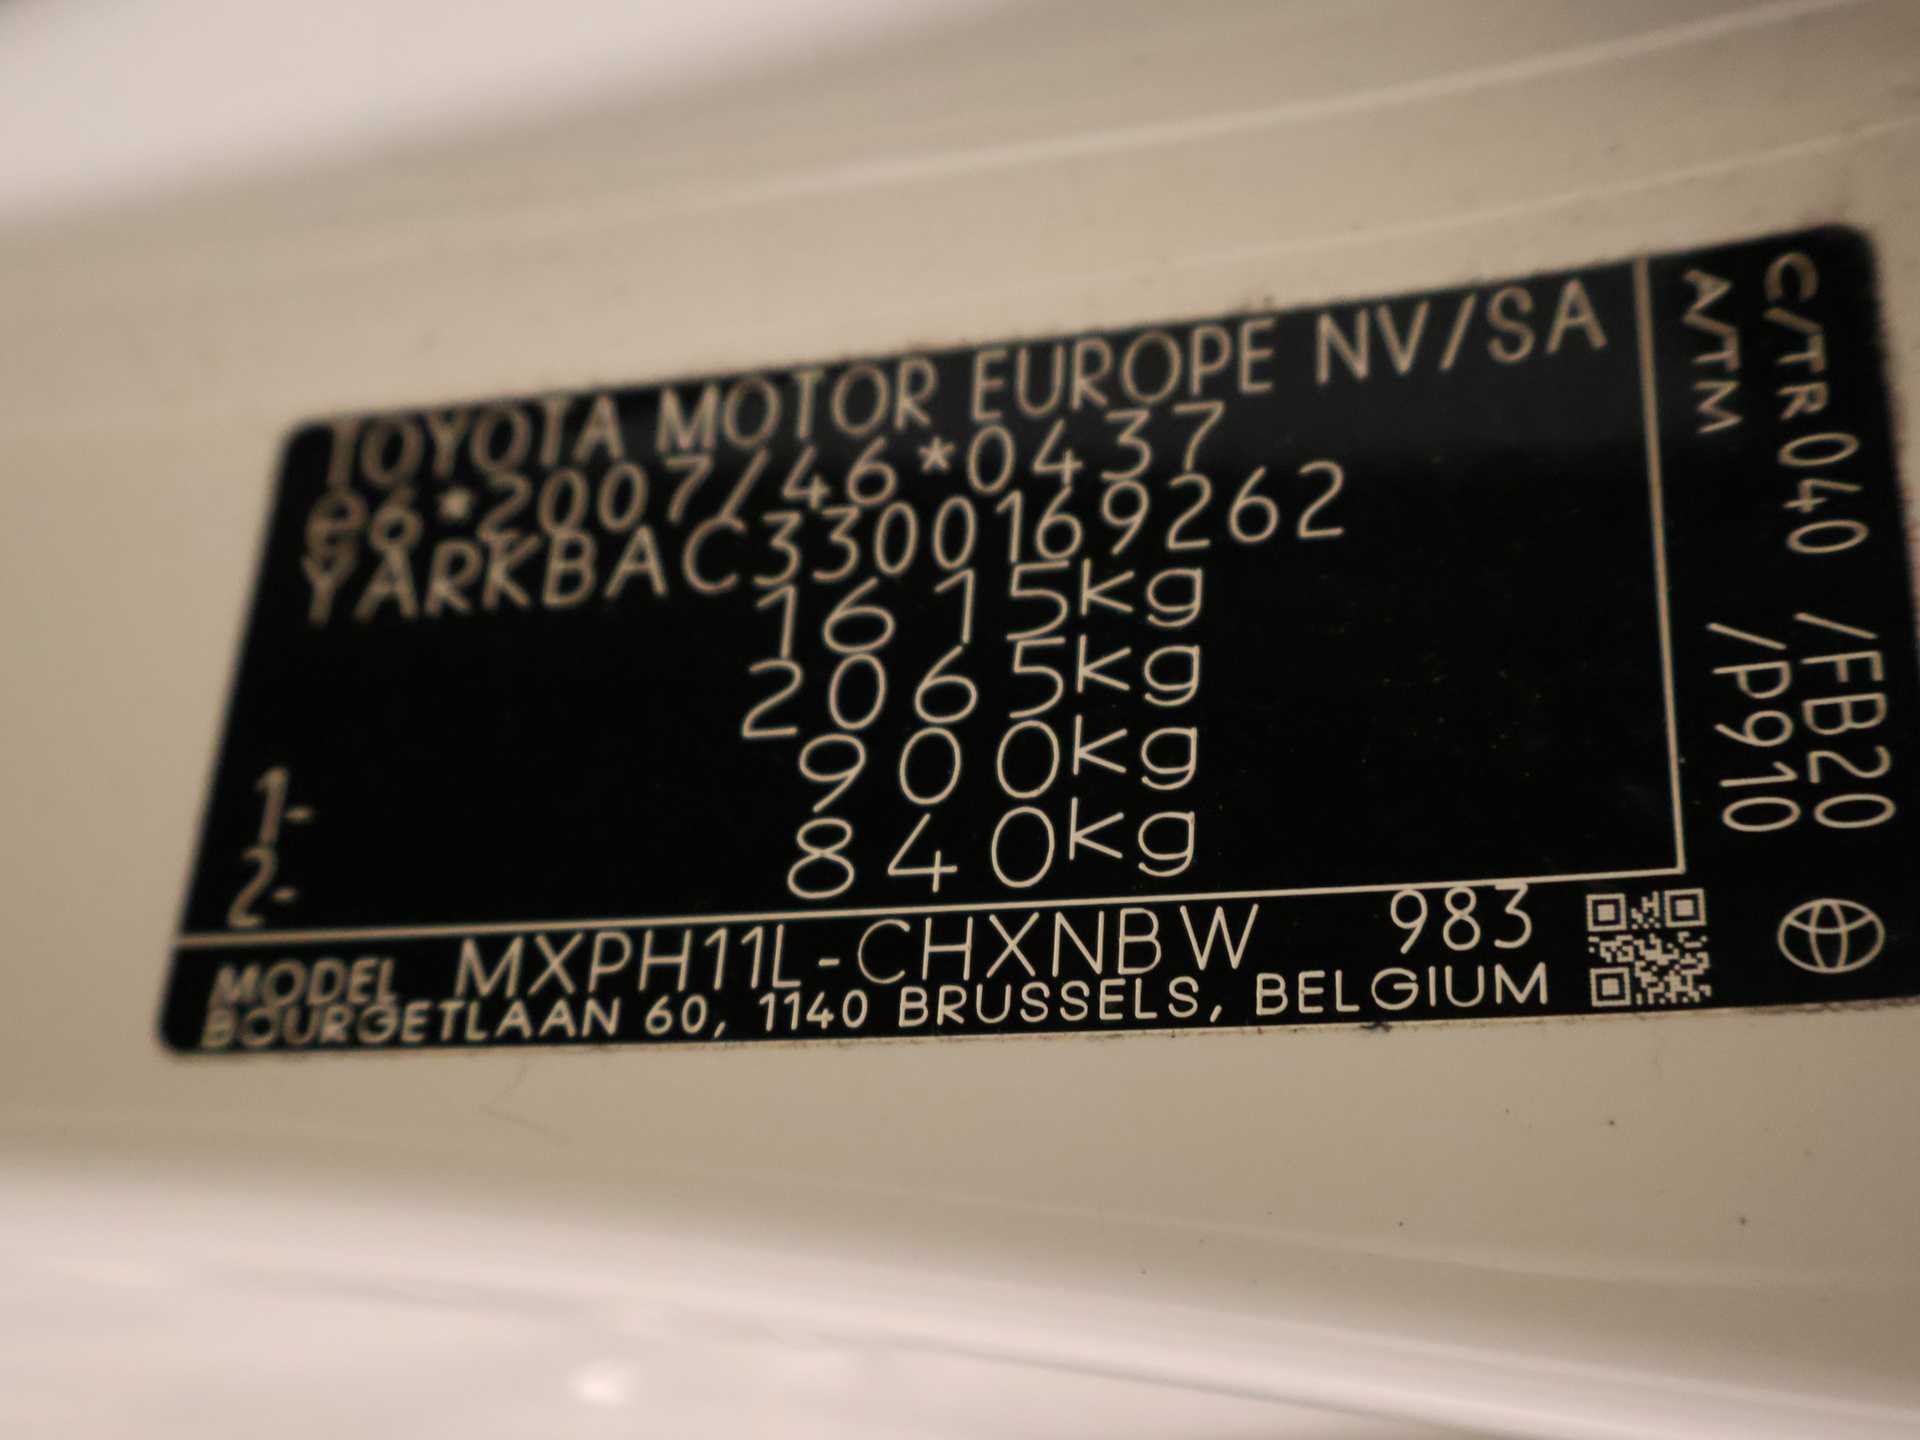 TOYOTA MOTOR EUROPE NV/SA
e6*2007/46*0437
YARKBAC3300169262
1615kg
2065kg
1- 900kg
2- 840kg
MODEL MXPH11L-CHXNBW 983
BOURGETLAAN 60, 1140 BRUSSELS, BELGIUM
C/TR 040 /FB20
A/TM /P910